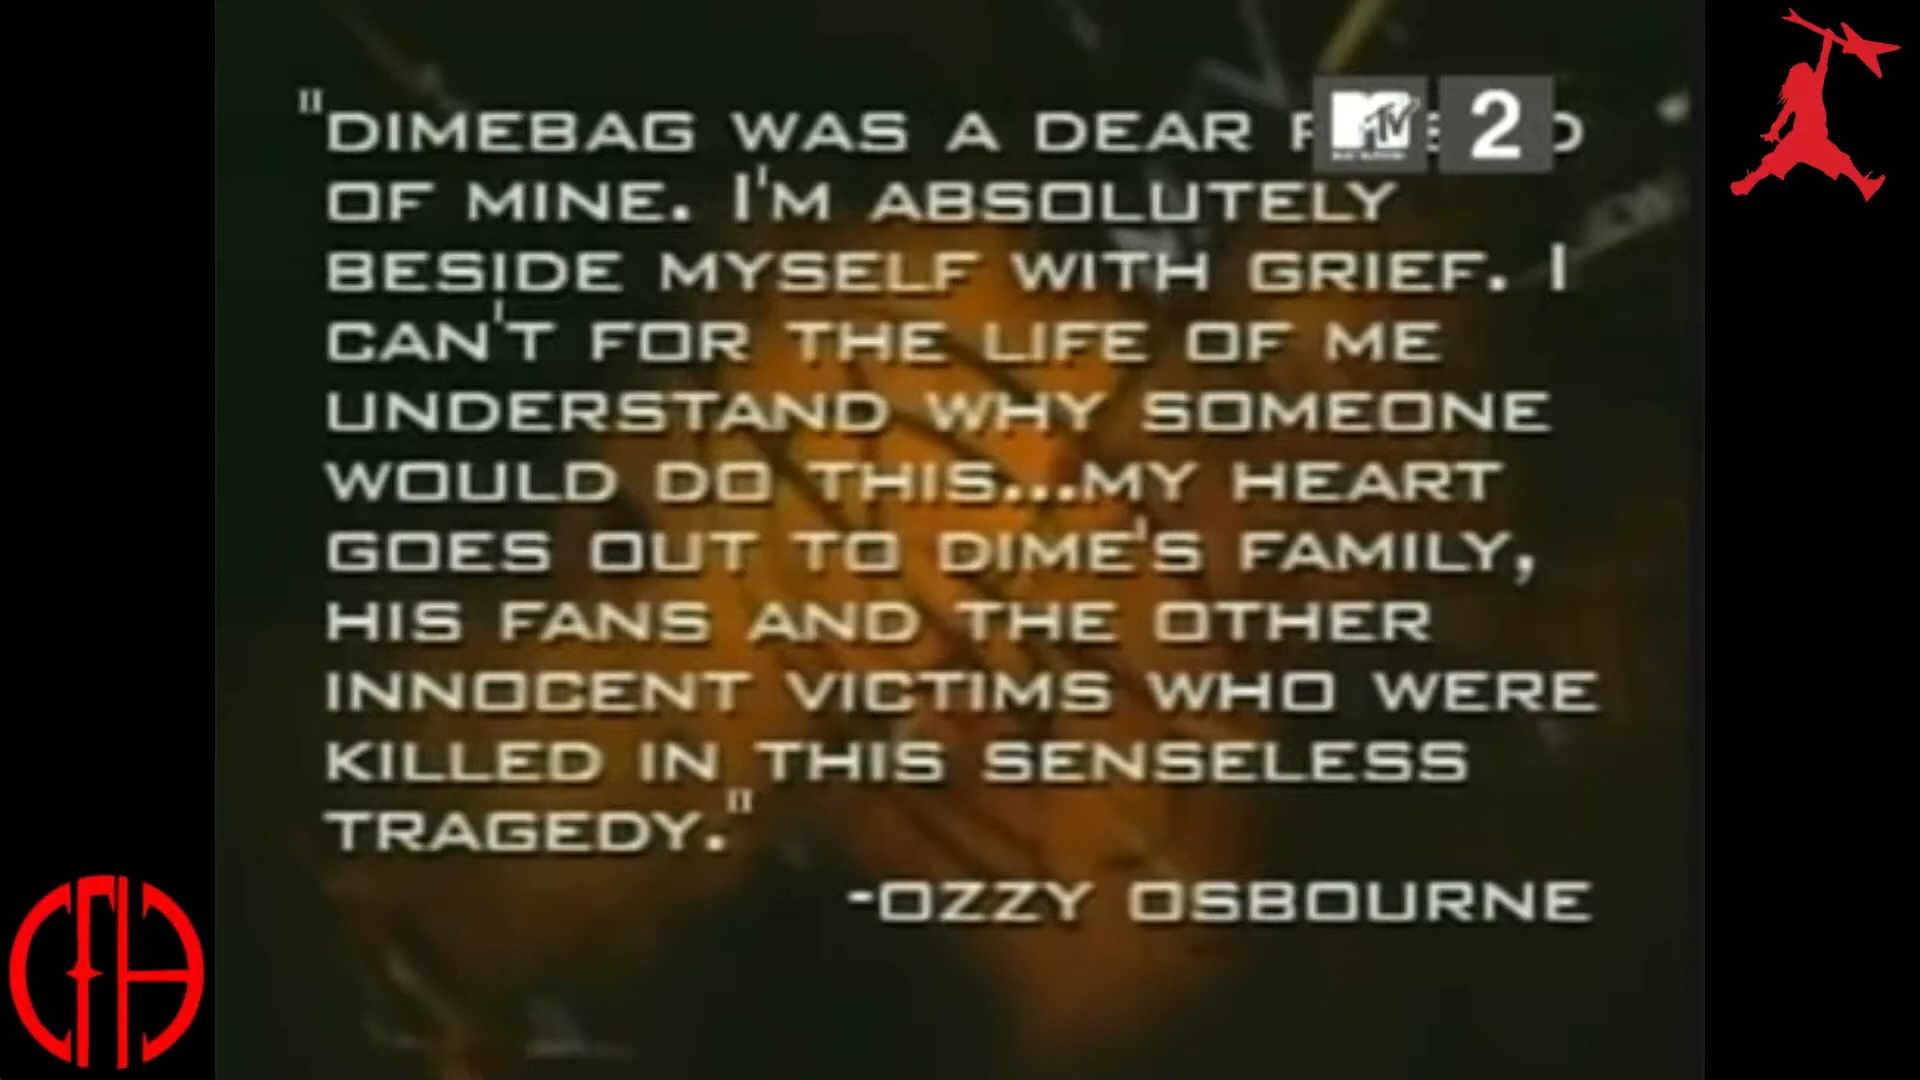 "DIMEBAG WAS A DEAR
OF MINE. I'M ABSOLUTELY
BESIDE MYSELF WITH GRIEF. I
CAN'T FOR THE LIFE OF ME
UNDERSTAND WHY SOMEONE
WOULD DO THIS...MY HEART
GOES OUT TO DIME'S FAMILY,
HIS FANS AND THE OTHER
INNOCENT VICTIMS WHO WERE
KILLED IN THIS SENSELESS
TRAGEDY."
-OZZY OSBOURNE
MTV 2
CFH